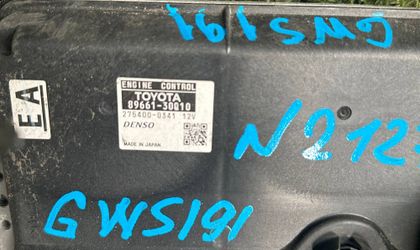 GWS191
ENGINE CONTROL
TOYOTA
89661-30Q10
275400-0341 12V
DENSO
MADE IN JAPAN
EA
N212-
GWS191